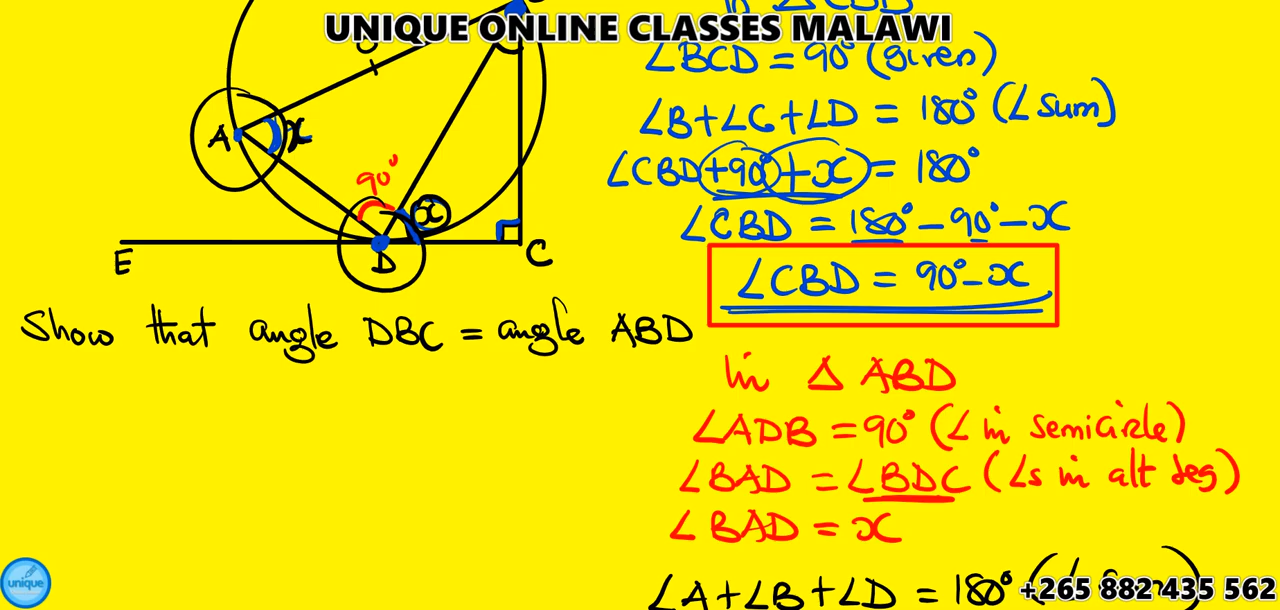 UNIQUE ONLINE CLASSES MALAWI
∠BCD = 90° (given)
∠B+∠C+∠D = 180° (∠ sum)
∠CBD+90°+x = 180°
∠CBD = 180° - 90° - x
∠CBD = 90° - x
A
x
90°
x
E
D
C
Show that angle DBC = angle ABD
In Δ ABD
∠ADB = 90° (∠ in semicircle)
∠BAD = ∠BDC (∠s in alt seg)
∠BAD = x
∠A+∠B+∠D = 180°
+265 882 435 562
unique